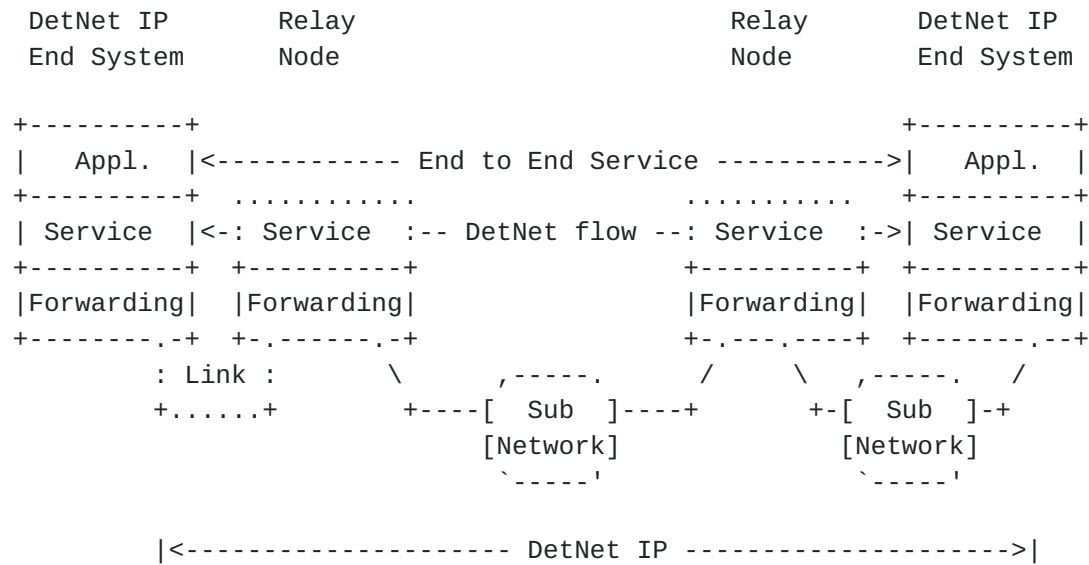 DetNet IP       Relay                        Relay       DetNet IP
End System      Node                         Node        End System
Appl.  |<------------ End to End Service ----------->|   Appl.
Service  |<-: Service  :-- DetNet flow --: Service  :->| Service
Forwarding|  |Forwarding|                  |Forwarding|  |Forwarding
: Link :
Sub                     Sub
[Network]               [Network]
|<--------------------- DetNet IP --------------------->|